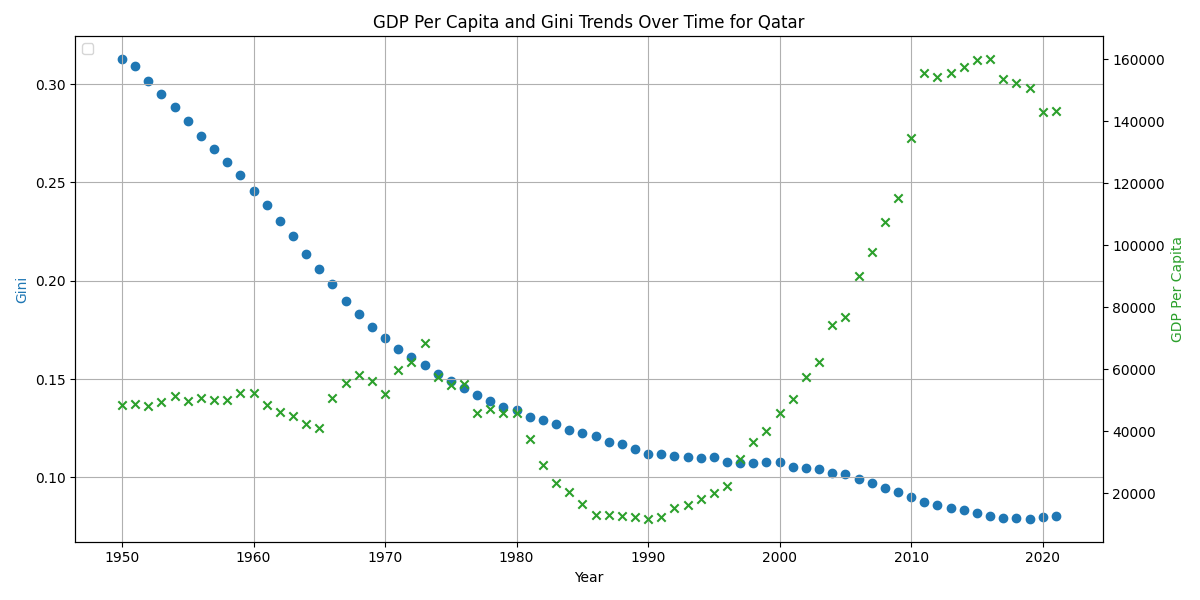 GDP Per Capita and Gini Trends Over Time for Qatar
0.30
0.25
0.20
0.15
0.10
Gini
160000
140000
120000
100000
80000
60000
40000
20000
GDP Per Capita
1950 1960 1970 1980 1990 2000 2010 2020
Year